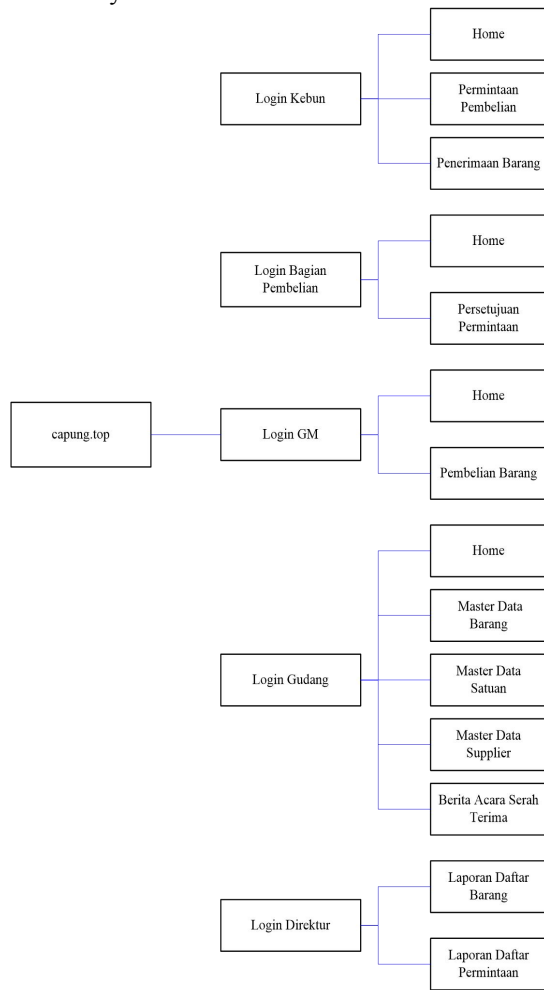 Home
Login Kebun
Permintaan
Pembelian
Penerimaan Barang
Login Bagian
Pembelian
Home
Persetujuan
Permintaan
capung.top
Login GM
Home
Pembelian Barang
Login Gudang
Home
Master Data
Barang
Master Data
Satuan
Master Data
Supplier
Berita Acara Serah
Terima
Login Direktur
Laporan Daftar
Barang
Laporan Daftar
Permintaan